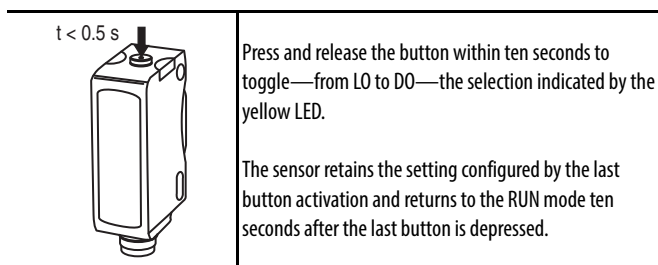 t < 0.5 s
Press and release the button within ten seconds to
toggle—from LO to DO—the selection indicated by the
yellow LED.
The sensor retains the setting configured by the last
button activation and returns to the RUN mode ten
seconds after the last button is depressed.